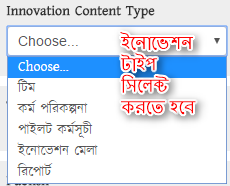 Innovation Content Type
Choose...
ইনোভেশন
টাইপ
সিলেক্ট
করতে হবে
Choose...
টিম
কর্ম পরিকল্পনা
পাইলট কর্মসূচী
ইনোভেশন মেলা
রিপোর্ট